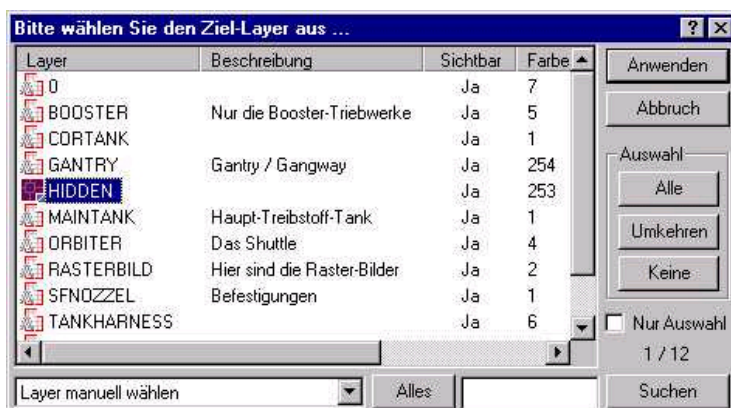 Bitte wählen Sie den Ziel-Layer aus ...
Layer Beschreibung Sichtbar Farbe
0 Ja 7
BOOSTER Nur die Booster-Triebwerke Ja 5
CORTANK Ja 1
GANTRY Gantry / Gangway Ja 254
HIDDEN Ja 253
MAINTANK Haupt-Treibstoff-Tank Ja 1
ORBITER Das Shuttle Ja 4
RASTERBILD Hier sind die Raster-Bilder Ja 2
SFNOZZEL Befestigungen Ja 1
TANKHARNESS Ja 6
Anwenden
Abbruch
Auswahl
Alle
Umkehren
Keine
Nur Auswahl
1 / 12
Layer manuell wählen Alles Suchen